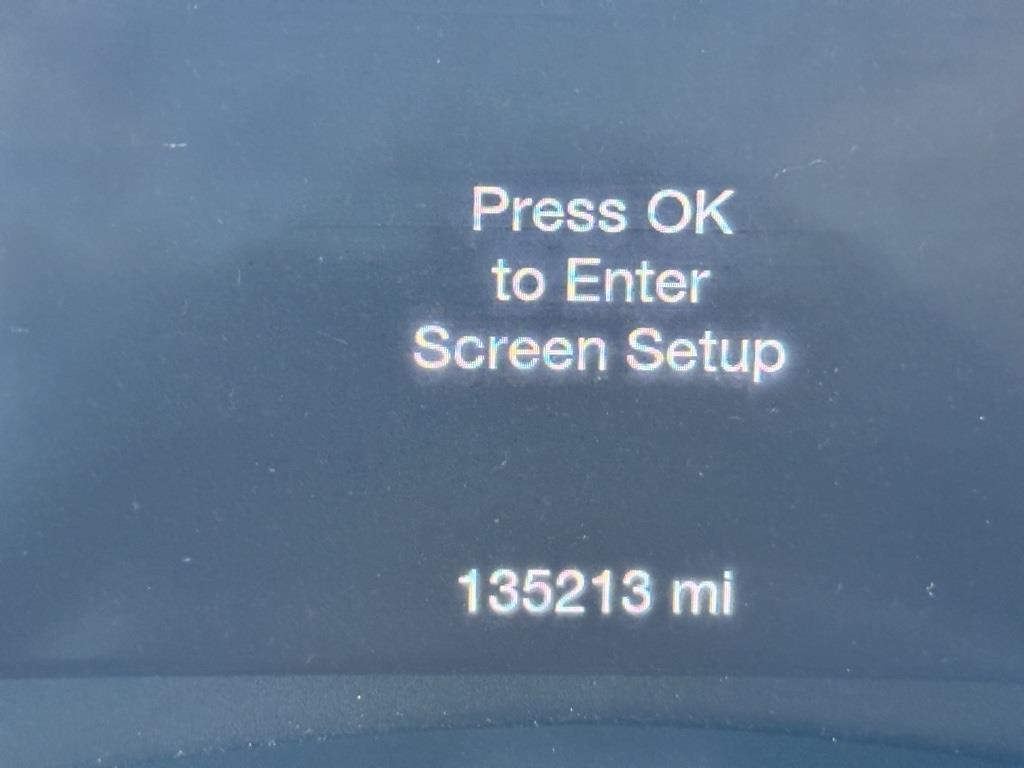 Press OK
to Enter
Screen Setup
135213 mi